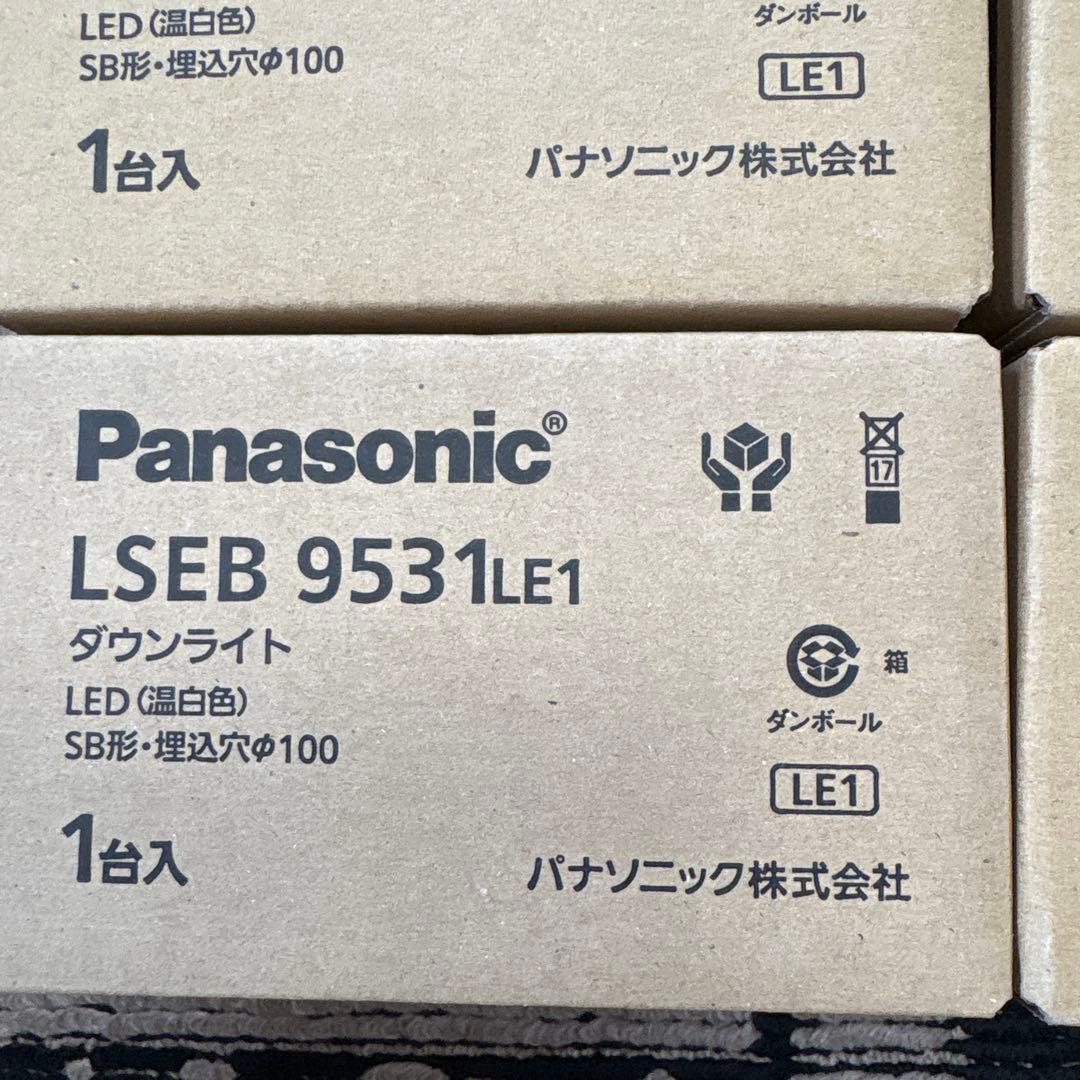 LED（温白色）
SB形・埋込穴φ100
1台入
ダンボール
LE1
パナソニック株式会社
Panasonic®
LSEB 9531LE1
ダウンライト
LED（温白色）
SB形・埋込穴φ100
1台入
17
箱
ダンボール
LE1
パナソニック株式会社